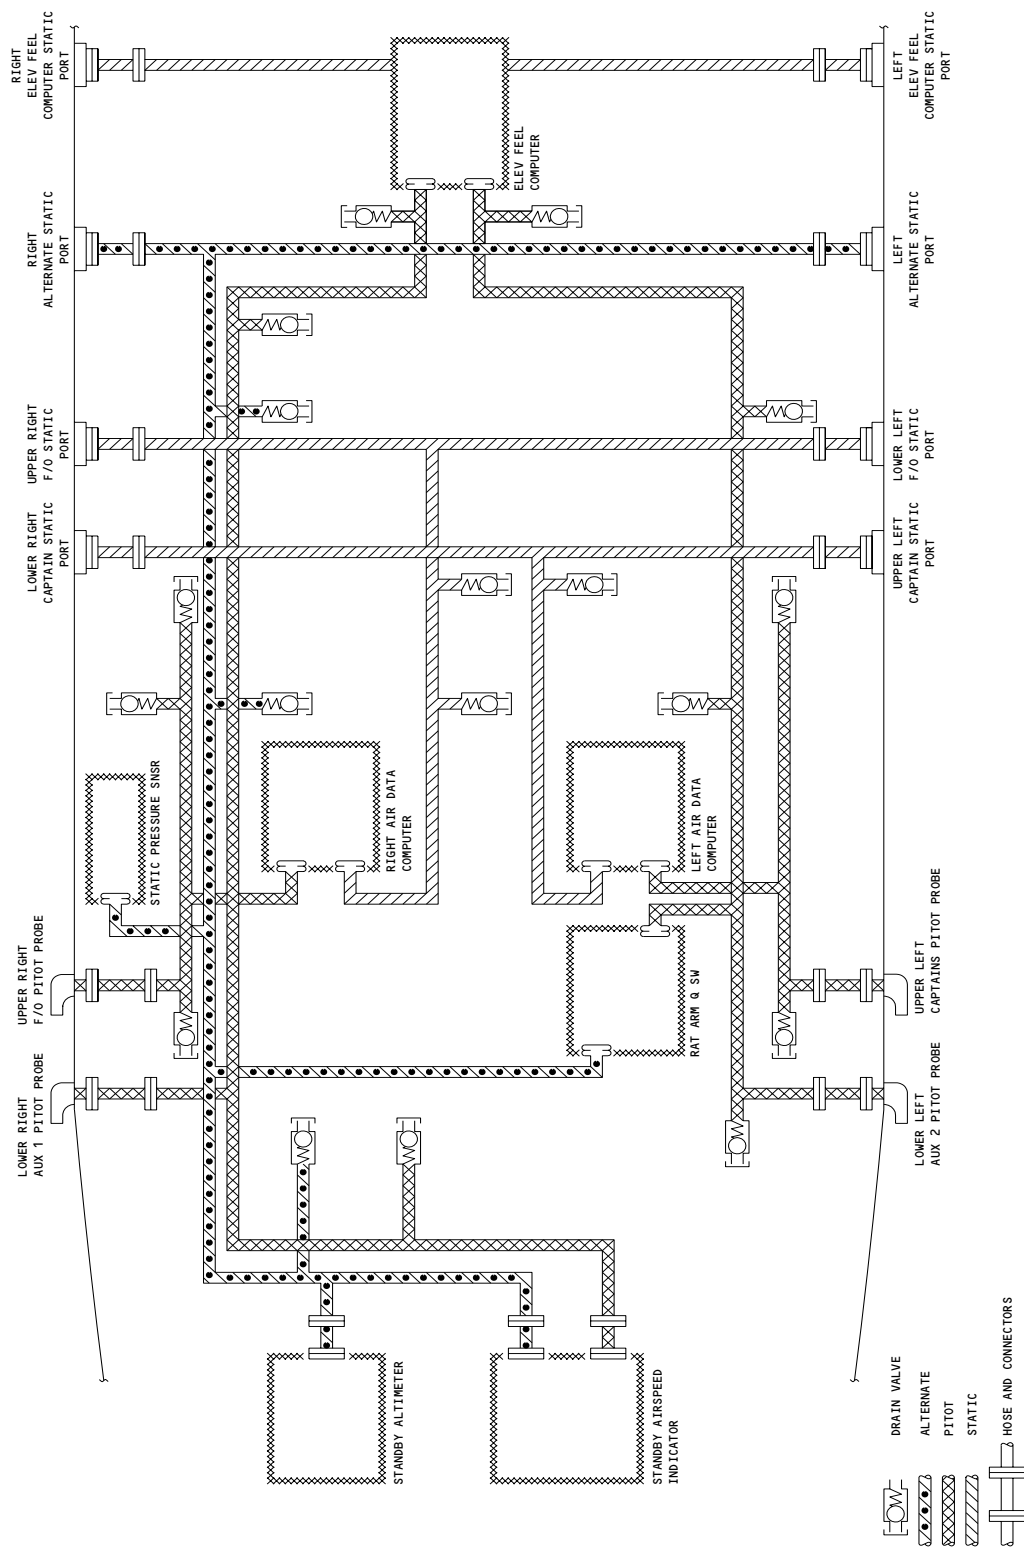 RIGHT
ELEV FEEL
COMPUTER STATIC
PORT
LEFT
ELEV FEEL
COMPUTER STATIC
PORT
ELEV FEEL
COMPUTER
RIGHT
ALTERNATE STATIC
PORT
LEFT
ALTERNATE STATIC
PORT
UPPER RIGHT
F/O STATIC
PORT
LOWER LEFT
F/O STATIC
PORT
LOWER RIGHT
CAPTAIN STATIC
PORT
UPPER LEFT
CAPTAIN STATIC
PORT
STATIC PRESSURE SNSR
RIGHT AIR DATA
COMPUTER
LEFT AIR DATA
COMPUTER
UPPER RIGHT
F/O PITOT PROBE
UPPER LEFT
CAPTAINS PITOT PROBE
RAT ARM Q SW
LOWER RIGHT
AUX 1 PITOT PROBE
LOWER LEFT
AUX 2 PITOT PROBE
STANDBY ALTIMETER
STANDBY AIRSPEED
INDICATOR
DRAIN VALVE
ALTERNATE
PITOT
STATIC
HOSE AND CONNECTORS